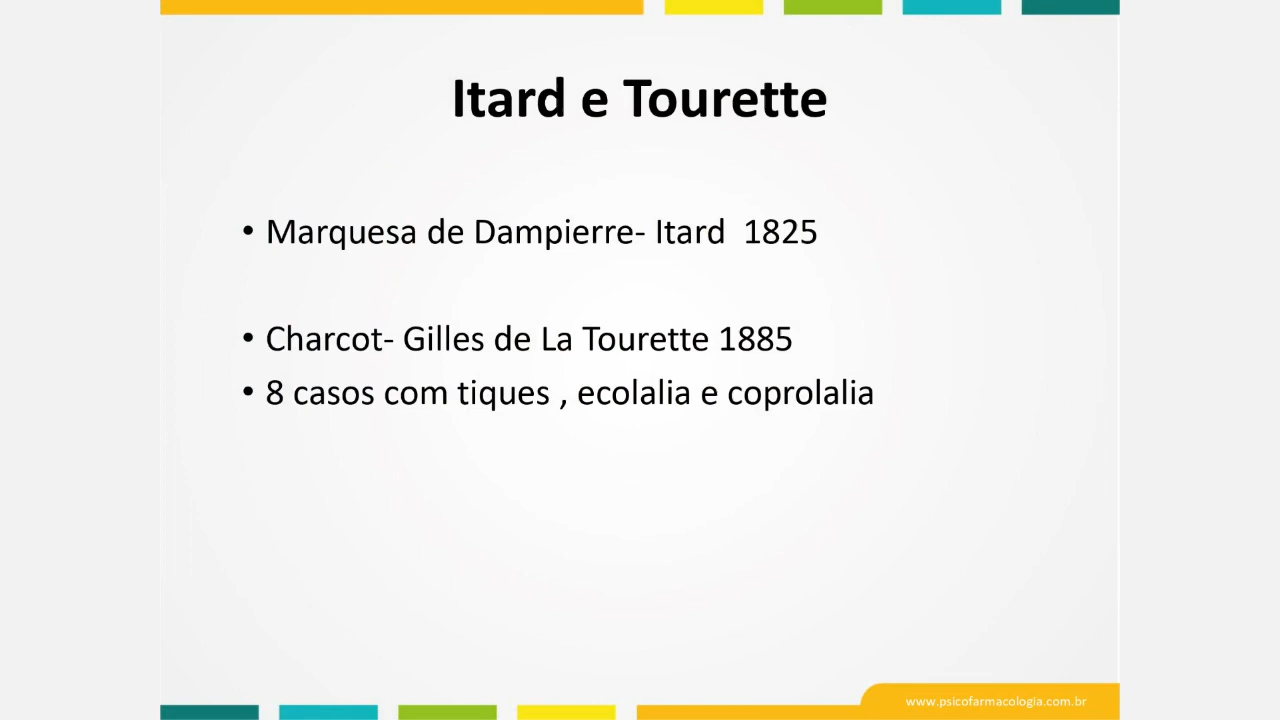 Itard e Tourette
• Marquesa de Dampierre- Itard  1825
• Charcot- Gilles de La Tourette 1885
• 8 casos com tiques , ecolalia e coprolalia
www.psicofarmacologia.com.br